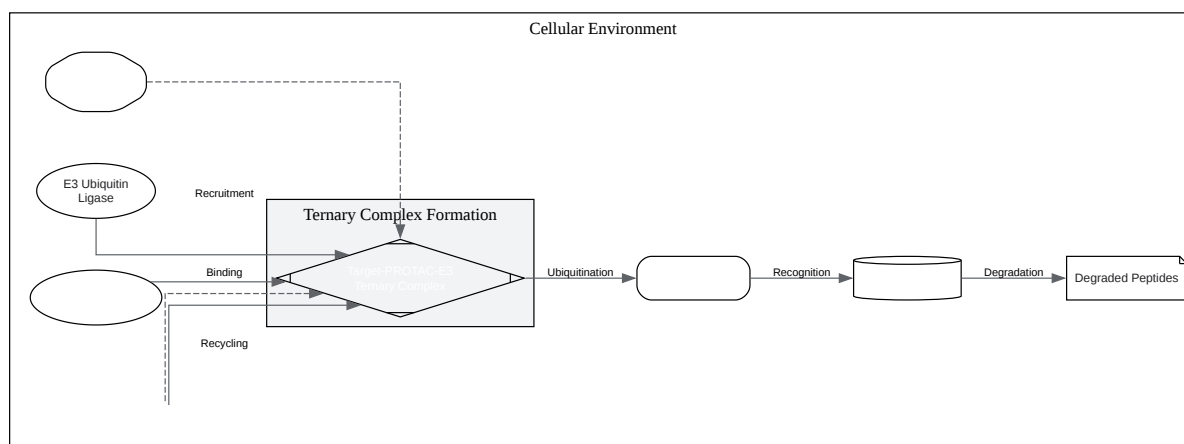 Cellular Environment
E3 Ubiquitin
Ligase
Recruitment
Ternary Complex Formation
Binding
Target-PROTAC-E3
Ternary Complex
Ubiquitination
Recognition
Degradation
Degraded Peptides
Recycling